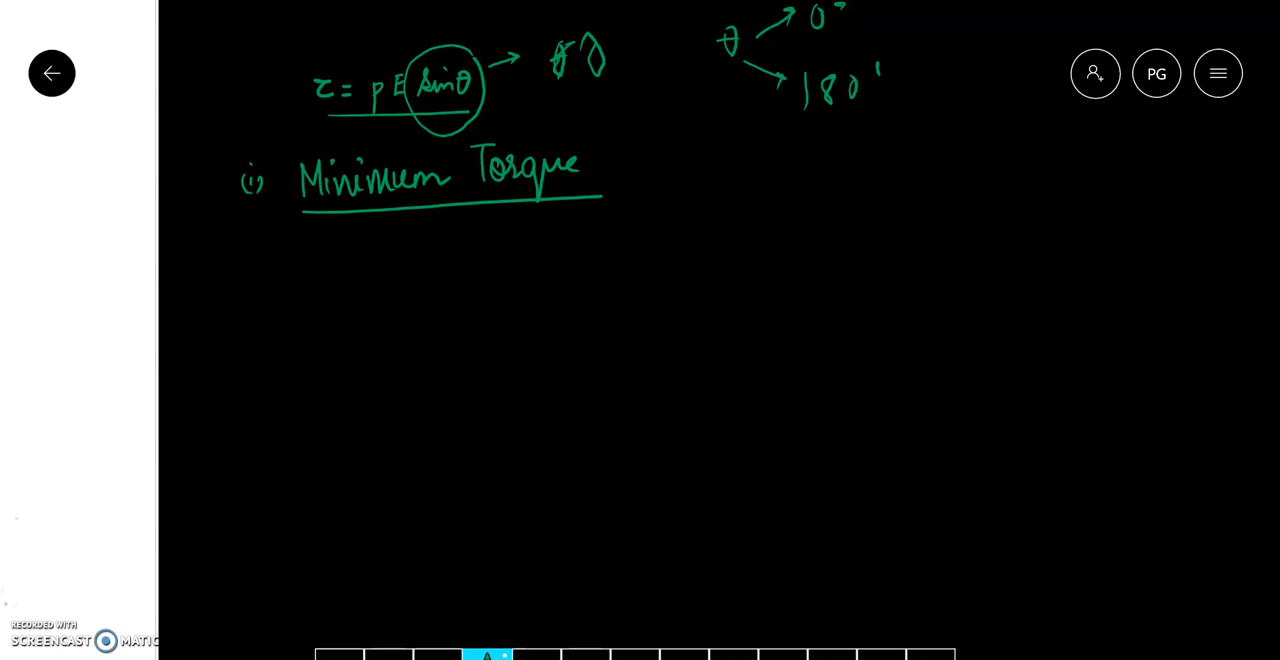 θ → 0°
τ = pE sinθ →
→ 180°
PG
(i) Minimum Torque
RECORDED WITH
SCREENCAST MATIC